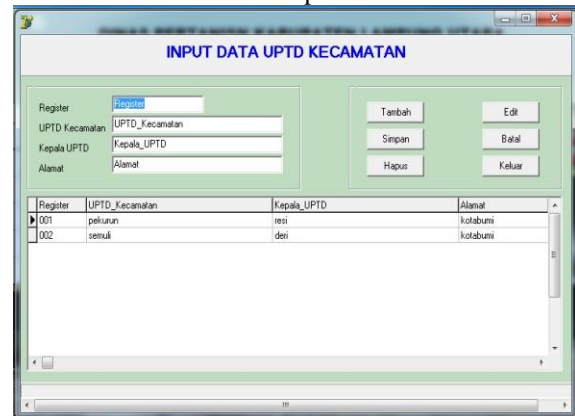 INPUT DATA UPTD KECAMATAN
Register Register
UPTD Kecamatan UPTD_Kecamatan
Kepala UPTD Kepala_UPTD
Alamat Alamat
Tambah Edit
Simpan Batal
Hapus Keluar
Register UPTD_Kecamatan Kepala_UPTD Alamat
001 pekurun resi kotabumi
002 semuli deri kotabumi